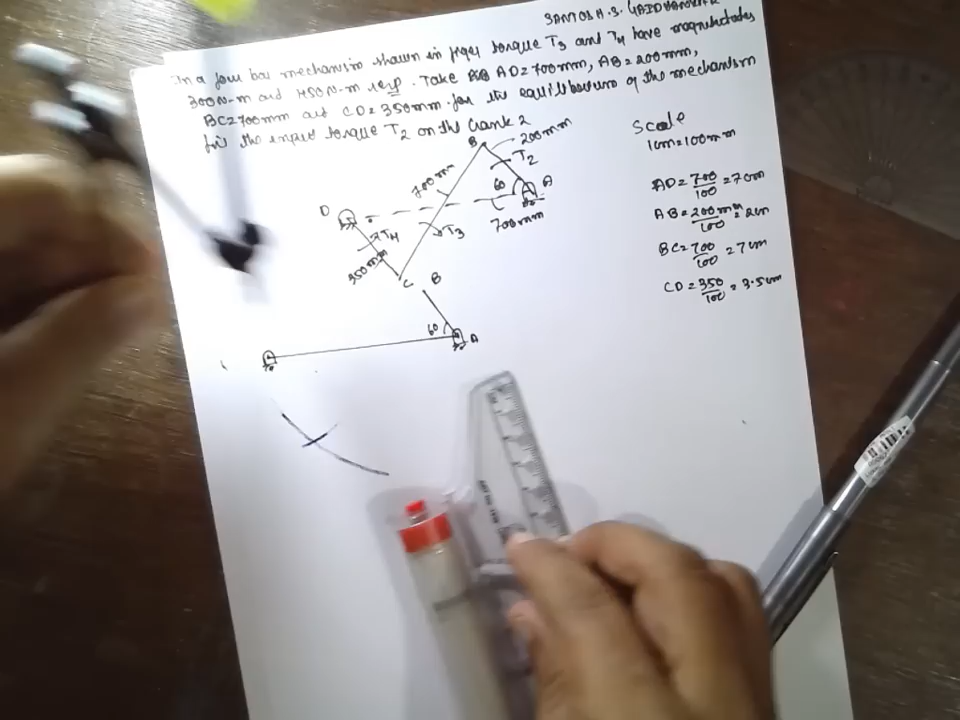 SANTOSH.S.
In a four bar mechanism shown in fig torque T3 and T4 have magnitudes
300N-m and 450N-m resp. Take AD=700mm, AB=200mm,
BC=700mm and CD=350mm. for the equilibrium of the mechanism
for the input torque T2 on the Crank 2
B
200mm
Scale
1cm=100mm
T2
700mm
60
A
D
700mm
T4
T3
350mm
C
AD=700/100=7cm
AB=200mm/100=2cm
BC=700/100=7cm
CD=350/100=3.5cm
B
60
A